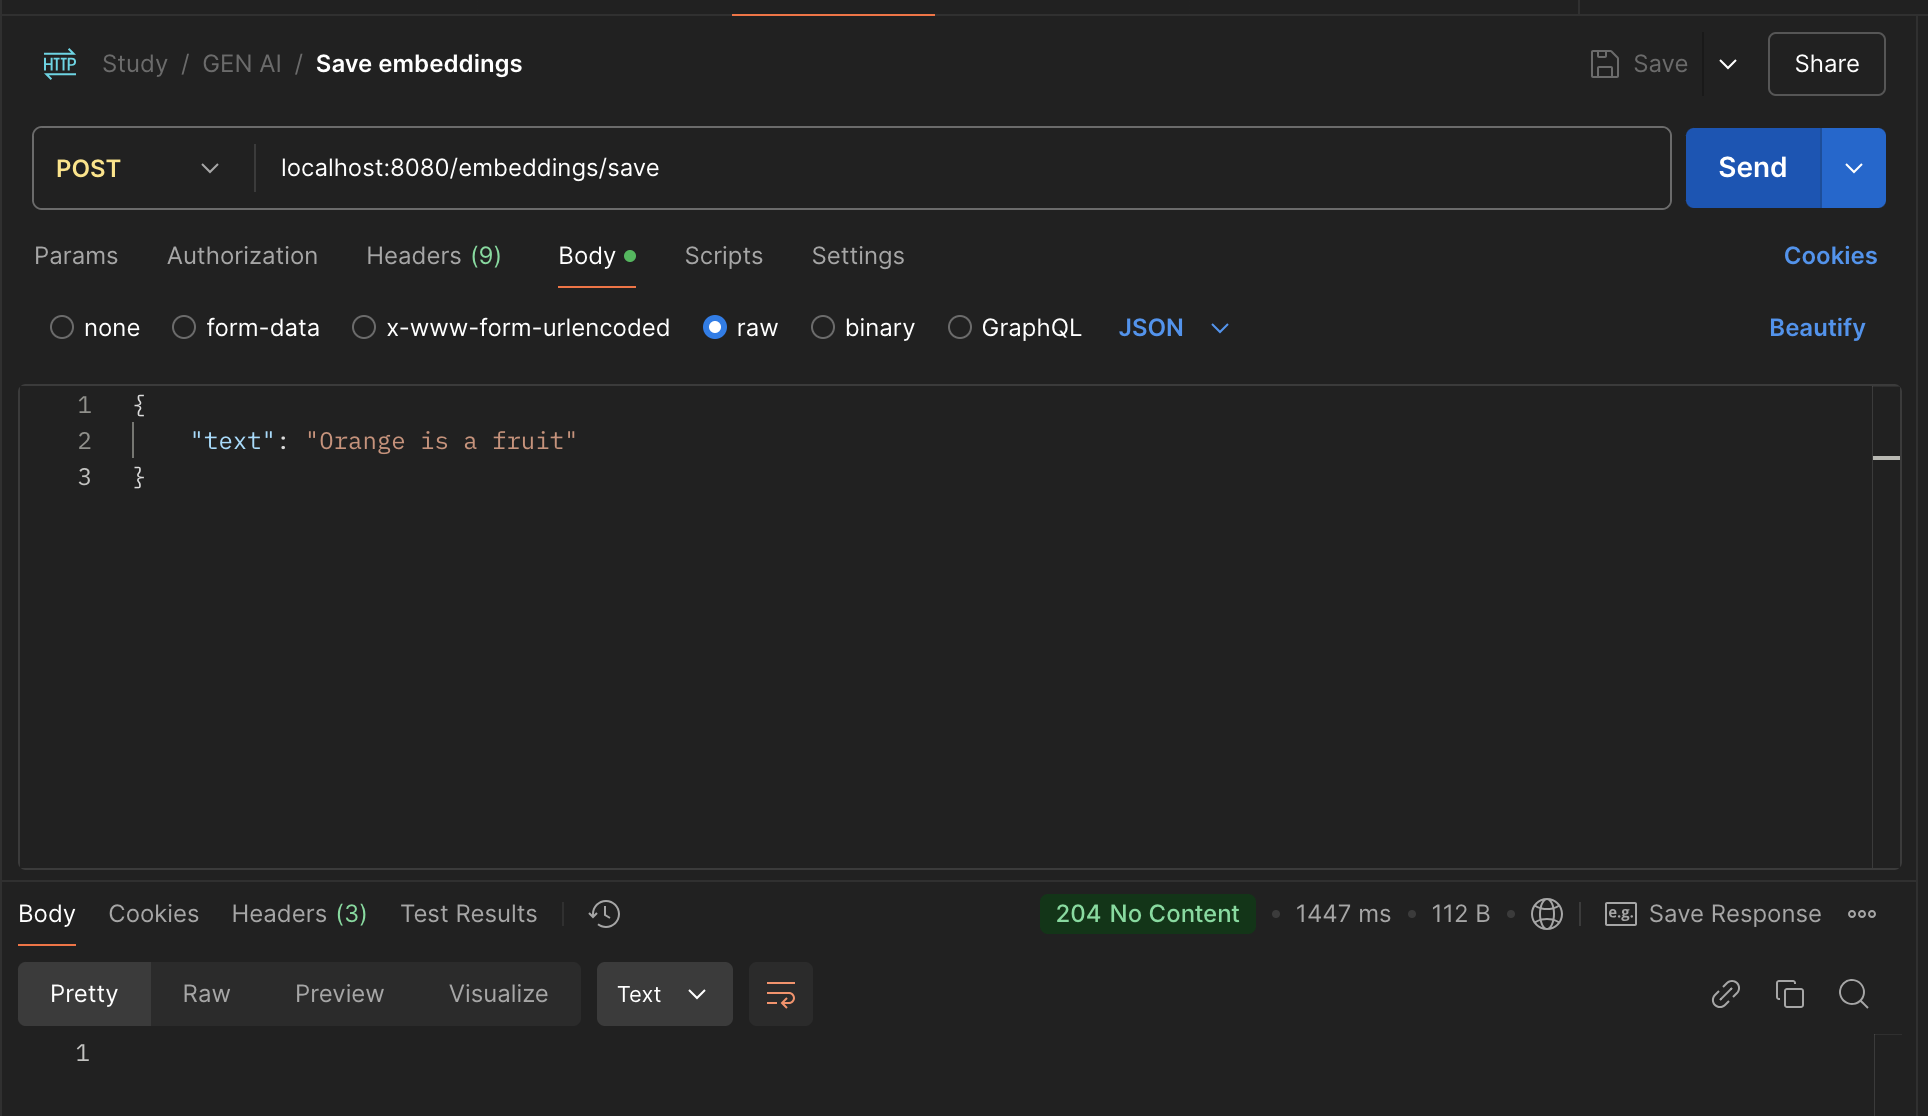 HTTP Study / GEN AI / Save embeddings Save Share
POST localhost:8080/embeddings/save Send
Params Authorization Headers (9) Body Scripts Settings Cookies
none form-data x-www-form-urlencoded raw binary GraphQL JSON Beautify
1 {
2 "text": "Orange is a fruit"
3 }
Body Cookies Headers (3) Test Results 204 No Content • 1447 ms • 112 B • e.g. Save Response
Pretty Raw Preview Visualize Text
1